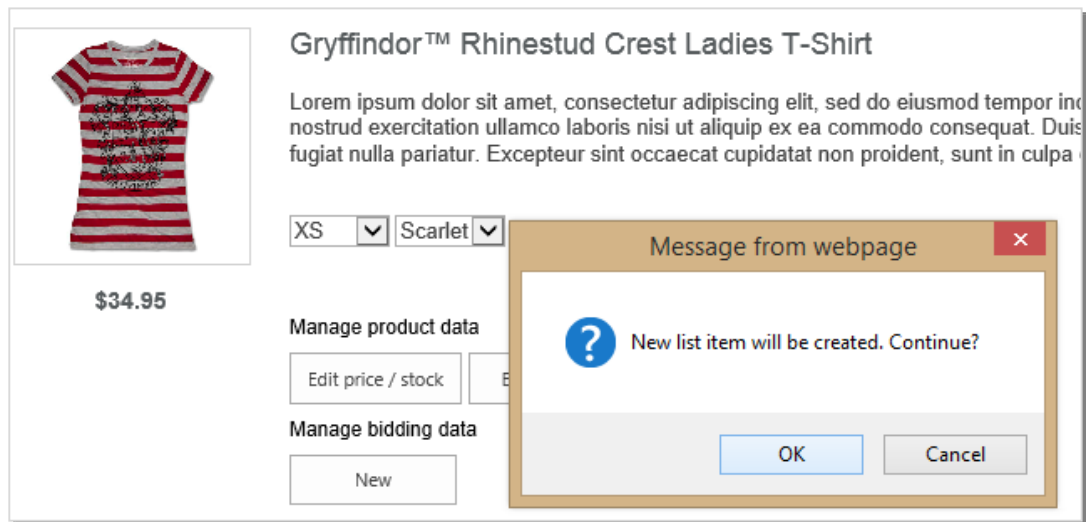 Gryffindor™ Rhinestud Crest Ladies T-Shirt
Lorem ipsum dolor sit amet, consectetur adipiscing elit, sed do eiusmod tempor
nostrud exercitation ullamco laboris nisi ut aliquip ex ea commodo consequat. Duis
fugiat nulla pariatur. Excepteur sint occaecat cupidatat non proident, sunt in culpa
XS Scarlet
$34.95
Message from webpage
New list item will be created. Continue?
OK Cancel
Manage product data
Edit price / stock
Manage bidding data
New